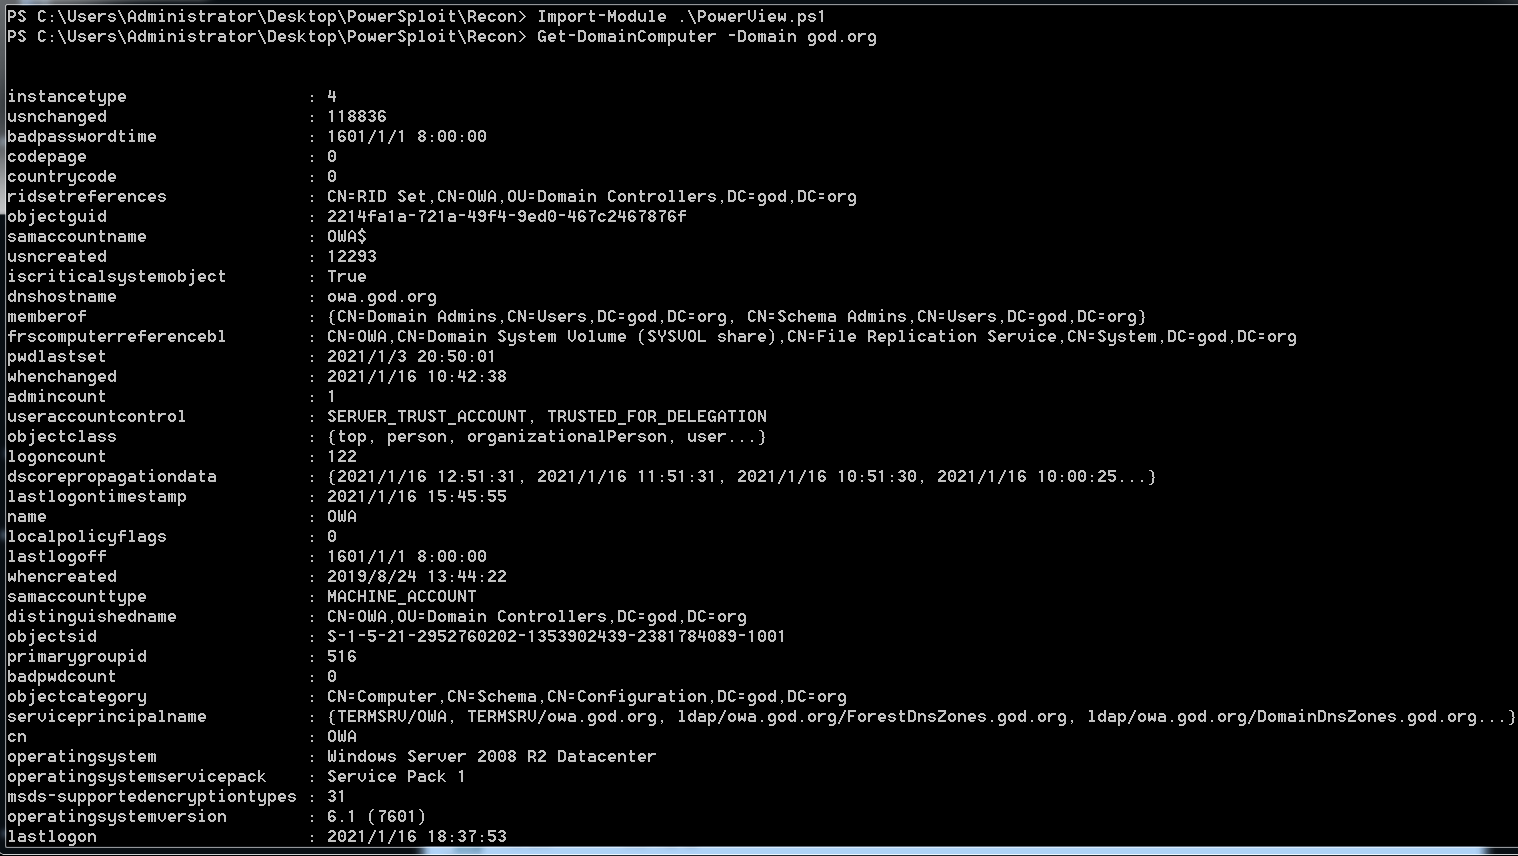 PS C:\Users\Administrator\Desktop\PowerSploit\Recon> Import-Module .\PowerView.ps1
PS C:\Users\Administrator\Desktop\PowerSploit\Recon> Get-DomainComputer -Domain god.org
instancetype : 4
usnchanged : 118836
badpasswordtime : 1601/1/1 8:00:00
codepage : 0
countrycode : 0
ridsetreferences : CN=RID Set,CN=OWA,OU=Domain Controllers,DC=god,DC=org
objectguid : 2214fa1a-721a-49f4-9ed0-467c2467876f
samaccountname : OWA$
usncreated : 12293
iscriticalsystemobject : True
dnshostname : owa.god.org
memberof : {CN=Domain Admins,CN=Users,DC=god,DC=org, CN=Schema Admins,CN=Users,DC=god,DC=org}
frscomputerreferencebl : CN=OWA,CN=Domain System Volume (SYSVOL share),CN=File Replication Service,CN=System,DC=god,DC=org
pwdlastset : 2021/1/3 20:50:01
whenchanged : 2021/1/16 10:42:38
admincount : 1
useraccountcontrol : SERVER_TRUST_ACCOUNT, TRUSTED_FOR_DELEGATION
objectclass : {top, person, organizationalPerson, user...}
logoncount : 122
dscorepropagationdata : {2021/1/16 12:51:31, 2021/1/16 11:51:31, 2021/1/16 10:51:30, 2021/1/16 10:00:25...}
lastlogontimestamp : 2021/1/16 15:45:55
name : OWA
localpolicyflags : 0
lastlogoff : 1601/1/1 8:00:00
whencreated : 2019/8/24 13:44:22
samaccounttype : MACHINE_ACCOUNT
distinguishedname : CN=OWA,OU=Domain Controllers,DC=god,DC=org
objectsid : S-1-5-21-2952760202-1353902439-2381784089-1001
primarygroupid : 516
badpwdcount : 0
objectcategory : CN=Computer,CN=Schema,CN=Configuration,DC=god,DC=org
serviceprincipalname : {TERMSRV/OWA, TERMSRV/owa.god.org, ldap/owa.god.org/ForestDnsZones.god.org, ldap/owa.god.org/DomainDnsZones.god.org...}
cn : OWA
operatingsystem : Windows Server 2008 R2 Datacenter
operatingsystemservicepack : Service Pack 1
msds-supportedencryptiontypes : 31
operatingsystemversion : 6.1 (7601)
lastlogon : 2021/1/16 18:37:53